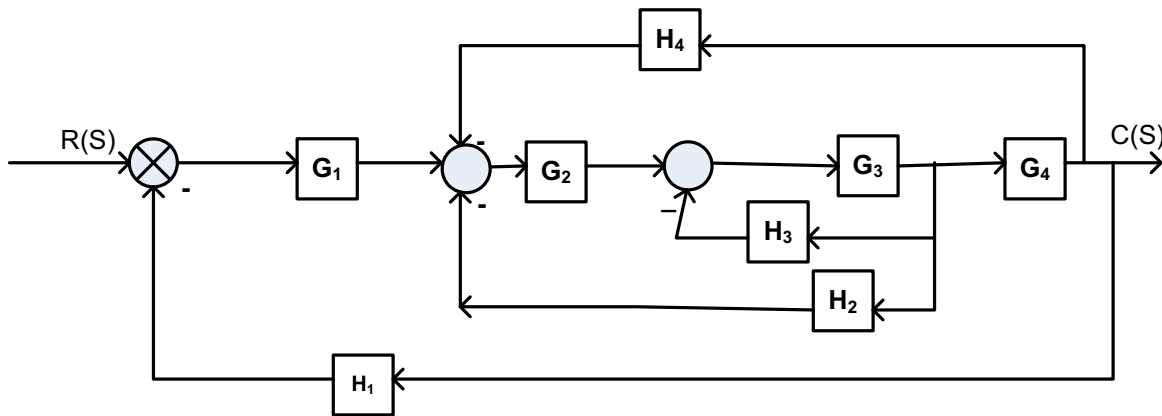 H₄
R(S)
C(S)
-
G₁
G₂
G₃
G₄
-
-
–
H₃
H₂
H₁